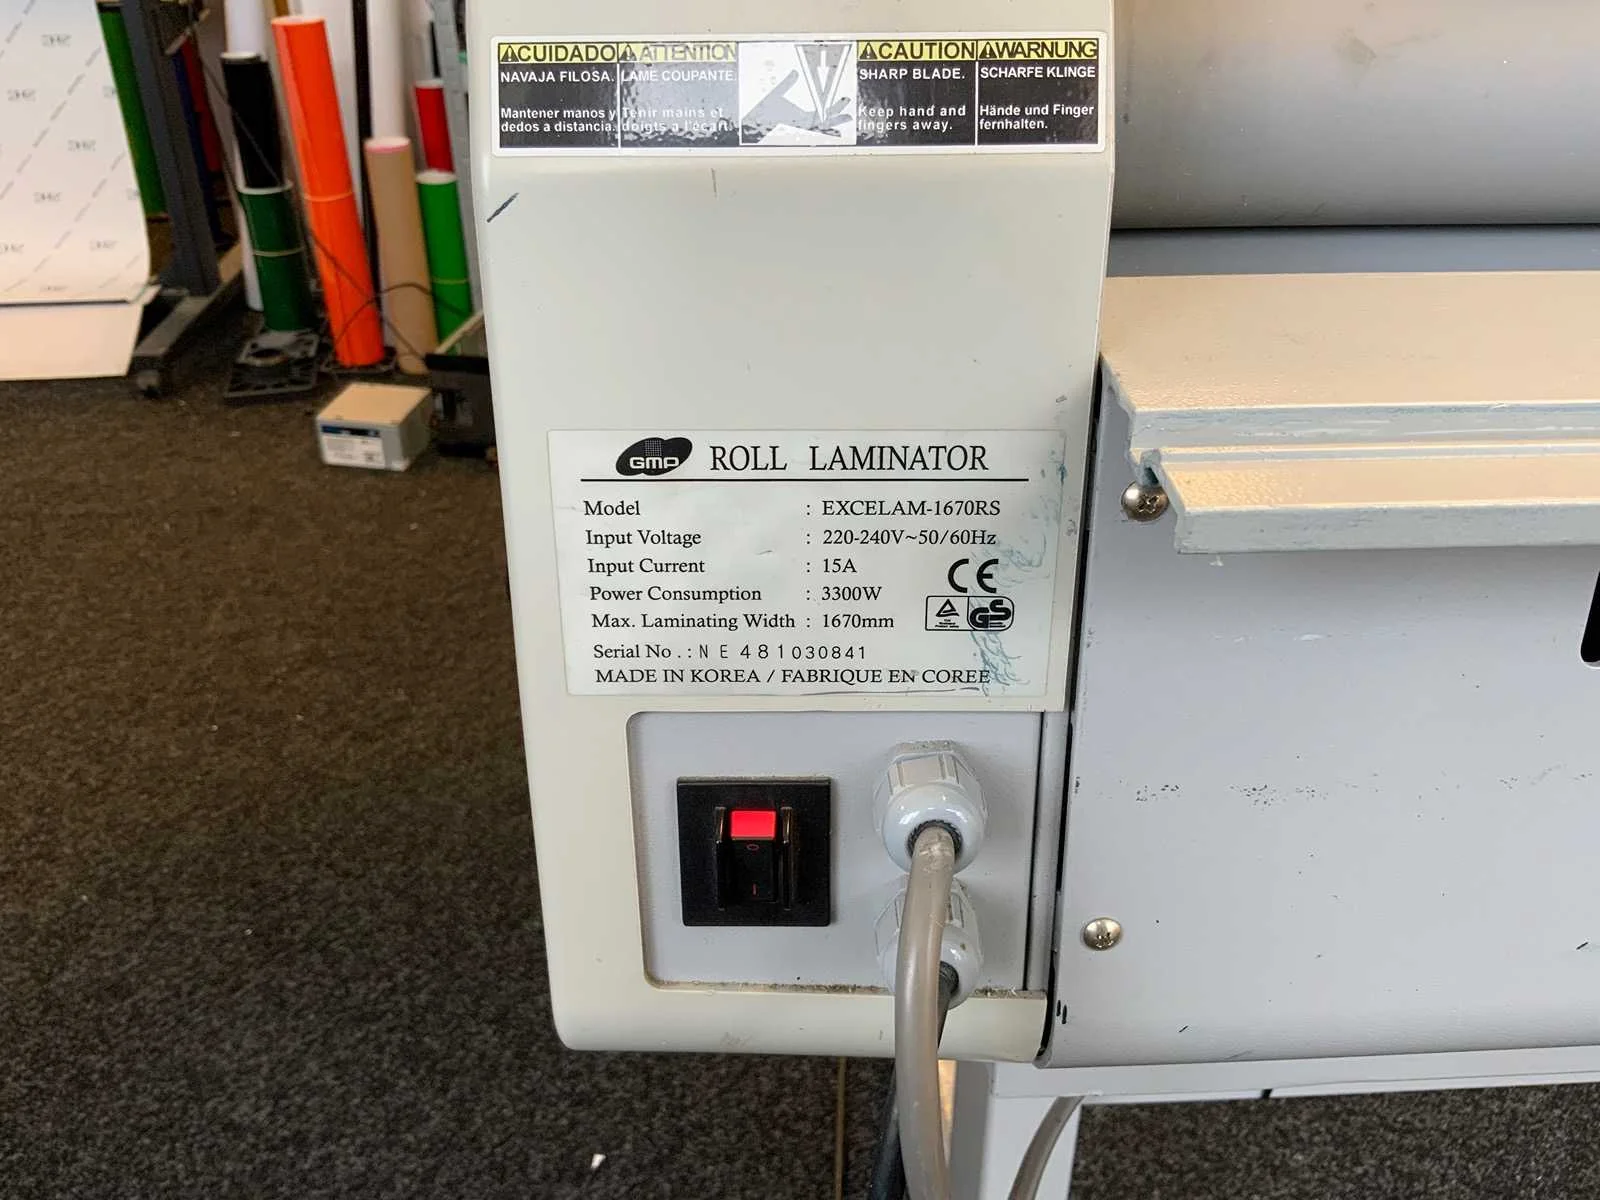 CUIDADO
NAVAJA FILOSA.
Mantener manos y
dedos a distancia.
ATTENTION
LAME COUPANTE.
Tenir mains et
doigts a l'écart.
CAUTION
SHARP BLADE.
Keep hand and
fingers away.
WARNUNG
SCHARFE KLINGE
Hände und Finger
fernhalten.
GMP ROLL LAMINATOR
Model : EXCELAM-1670RS
Input Voltage : 220-240V~50/60Hz
Input Current : 15A
Power Consumption : 3300W
Max. Laminating Width : 1670mm
CE
GS
Serial No.: NE481030841
MADE IN KOREA / FABRIQUE EN COREE